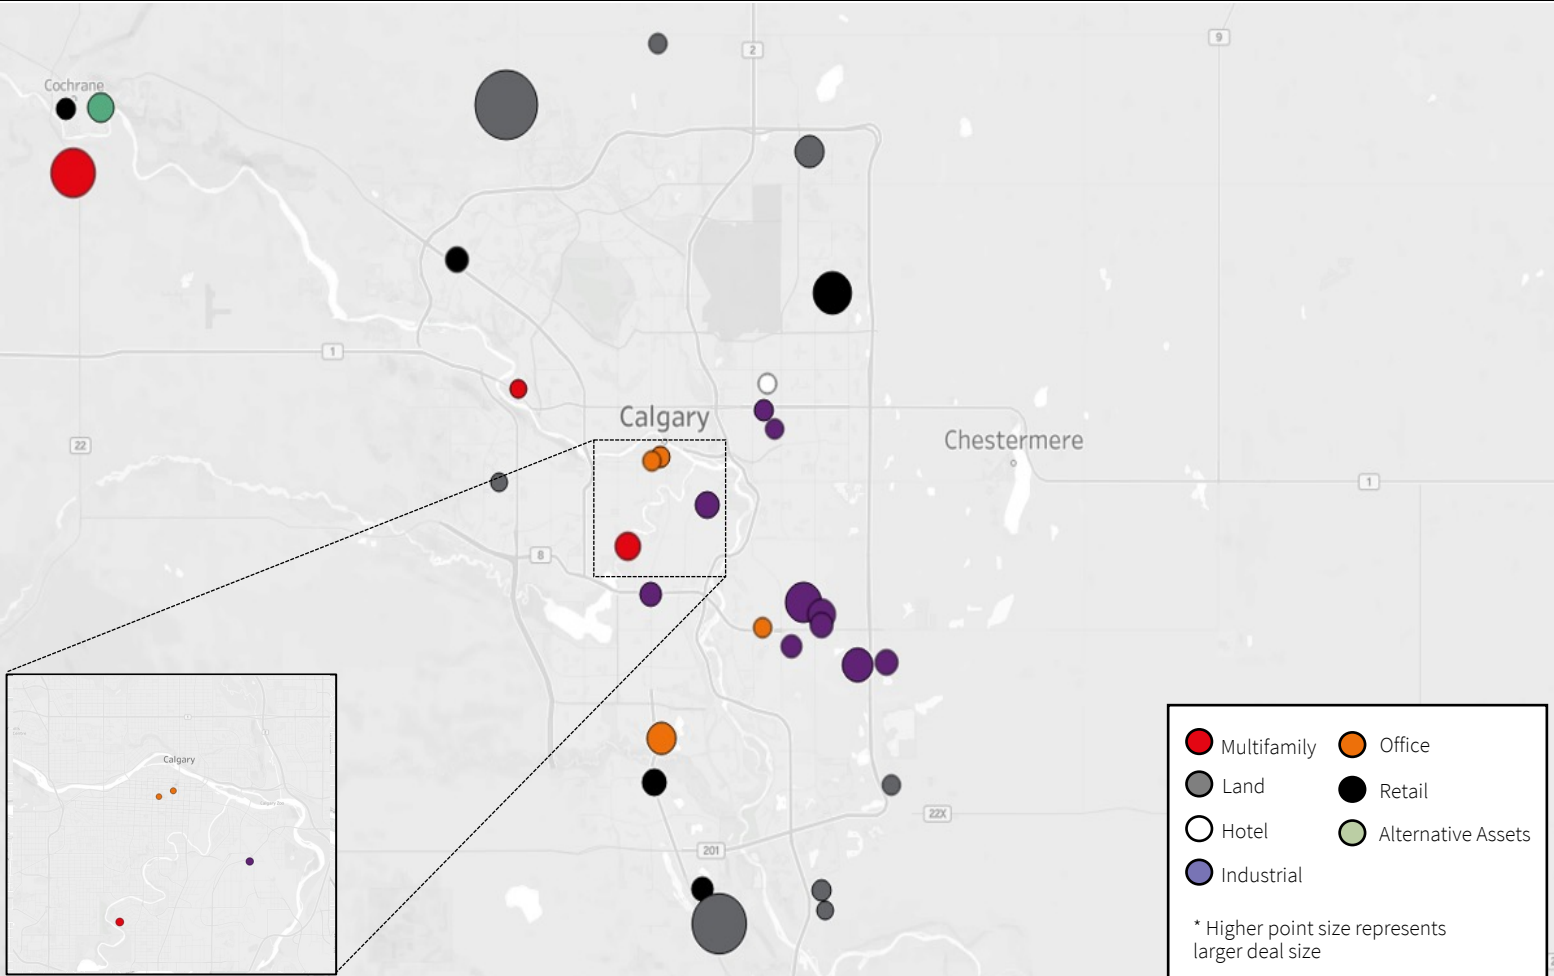 2
9
Cochrane
1
Calgary
Chestermere
22
1
8
Calgary
22X
201
Multifamily
Office
Land
Retail
Hotel
Alternative Assets
Industrial
* Higher point size represents
larger deal size